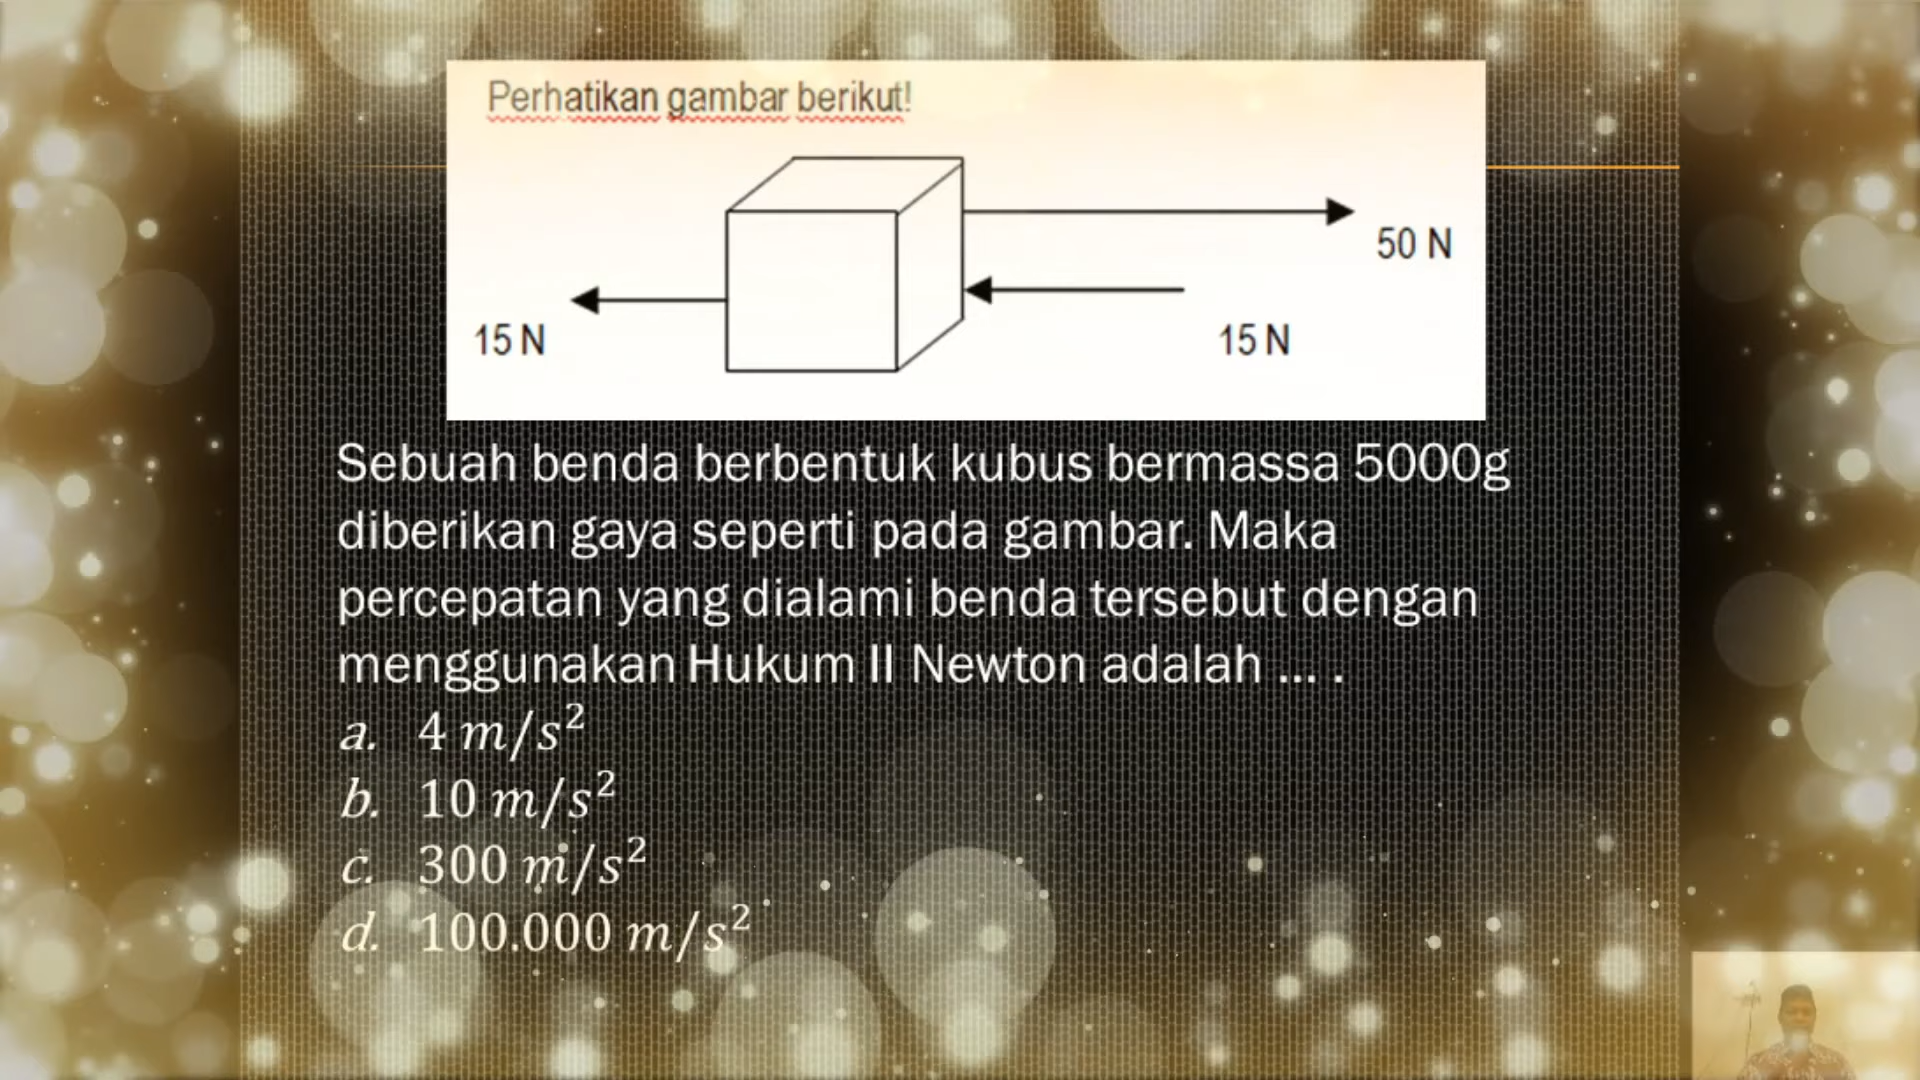 Perhatikan gambar berikut!
50 N
15 N
15 N
Sebuah benda berbentuk kubus bermassa 5000g
diberikan gaya seperti pada gambar. Maka
percepatan yang dialami benda tersebut dengan
menggunakan Hukum II Newton adalah ... .
a. 4 m/s²
b. 10 m/s²
c. 300 m/s²
d. 100.000 m/s²